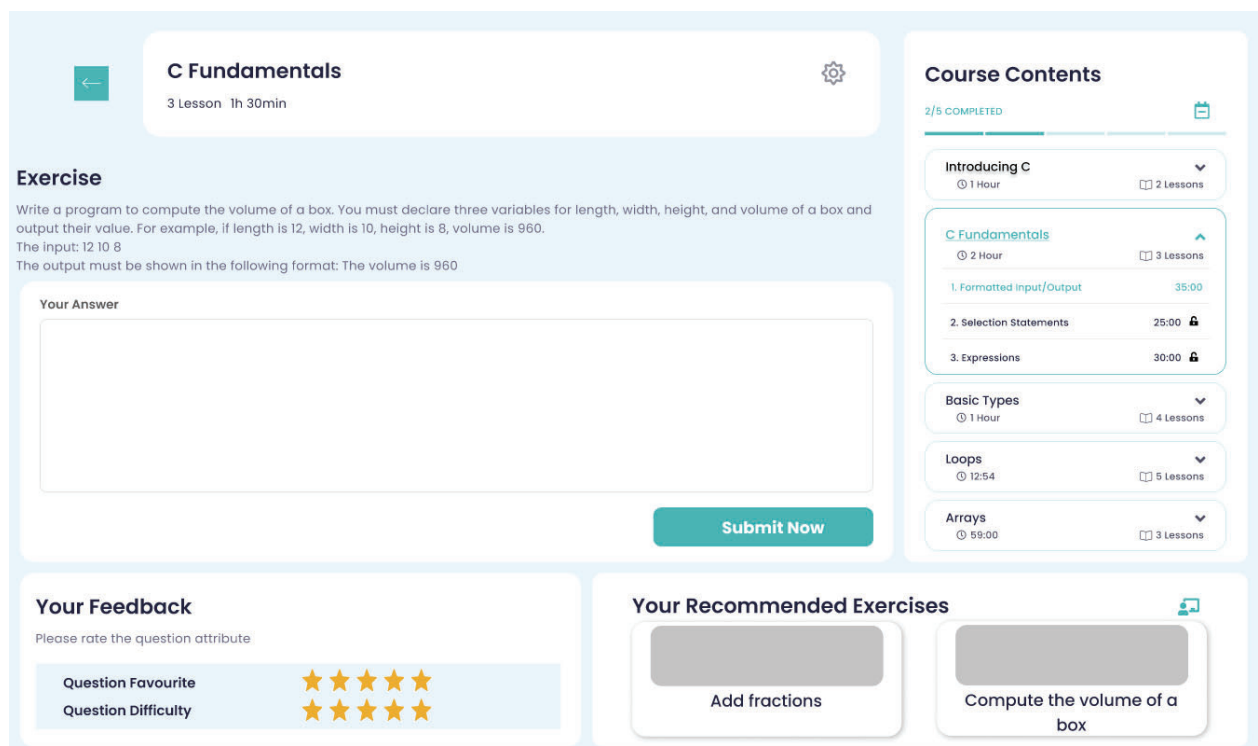 C Fundamentals
3 Lesson 1h 30min
Exercise
Write a program to compute the volume of a box. You must declare three variables for length, width, height, and volume of a box and
output their value. For example, if length is 12, width is 10, height is 8, volume is 960.
The input: 12 10 8
The output must be shown in the following format: The volume is 960
Your Answer
Submit Now
Course Contents
2/5 COMPLETED
Introducing C
1 Hour 2 Lessons
C Fundamentals
2 Hour 3 Lessons
1. Formatted Input/Output 35:00
2. Selection Statements 25:00
3. Expressions 30:00
Basic Types
1 Hour 4 Lessons
Loops
12:54 5 Lessons
Arrays
59:00 3 Lessons
Your Feedback
Please rate the question attribute
Question Favourite
Question Difficulty
Your Recommended Exercises
Add fractions
Compute the volume of a
box